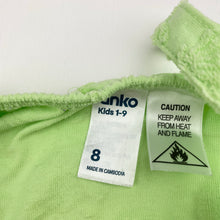 anko
Kids 1-9
8
MADE IN CAMBODIA
CAUTION
KEEP AWAY
FROM HEAT
AND FLAME